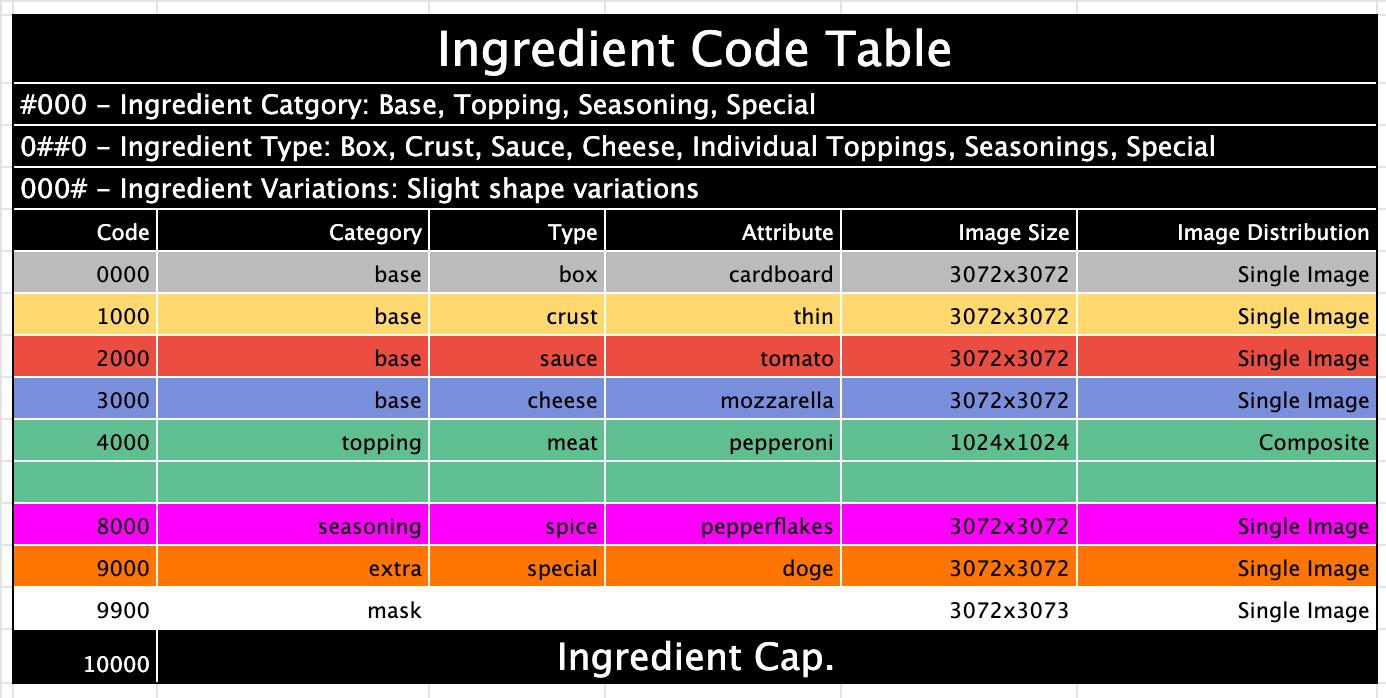 Ingredient Code Table
#000 – Ingredient Catgory: Base, Topping, Seasoning, Special
0##0 – Ingredient Type: Box, Crust, Sauce, Cheese, Individual Toppings, Seasonings, Special
000# – Ingredient Variations: Slight shape variations
Code Category Type Attribute Image Size Image Distribution
0000 base box cardboard 3072x3072 Single Image
1000 base crust thin 3072x3072 Single Image
2000 base sauce tomato 3072x3072 Single Image
3000 base cheese mozzarella 3072x3072 Single Image
4000 topping meat pepperoni 1024x1024 Composite
8000 seasoning spice pepperflakes 3072x3072 Single Image
9000 extra special doge 3072x3072 Single Image
9900 mask 3072x3073 Single Image
10000 Ingredient Cap.